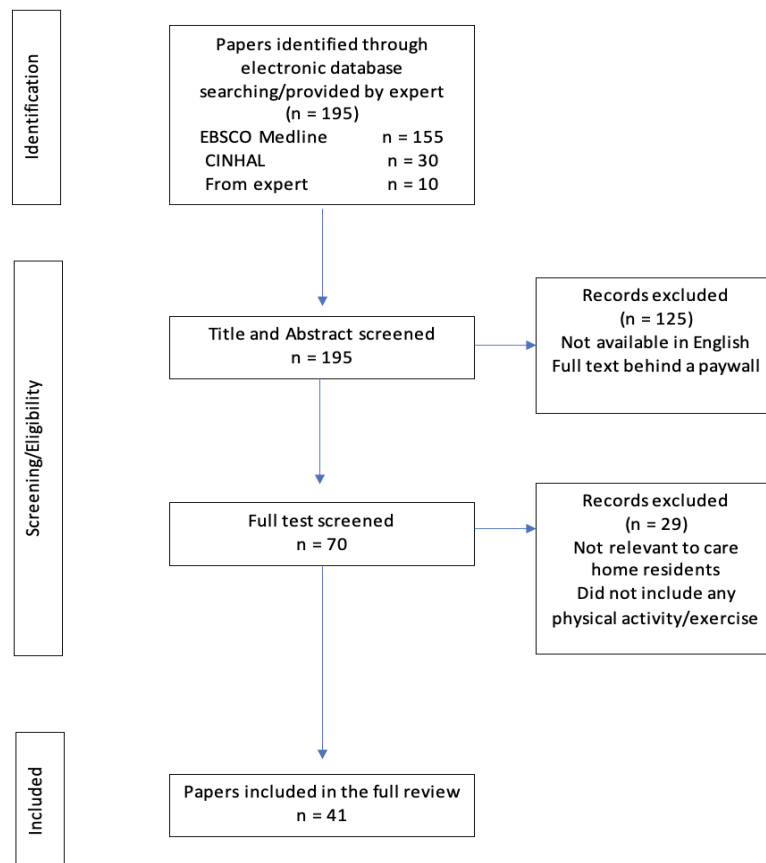 Identification
Papers identified through
electronic database
searching/provided by expert
(n = 195)
EBSCO Medline n = 155
CINHAL n = 30
From expert n = 10
Screening/Eligibility
Title and Abstract screened
n = 195
Records excluded
(n = 125)
Not available in English
Full text behind a paywall
Full test screened
n = 70
Records excluded
(n = 29)
Not relevant to care
home residents
Did not include any
physical activity/exercise
Included
Papers included in the full review
n = 41